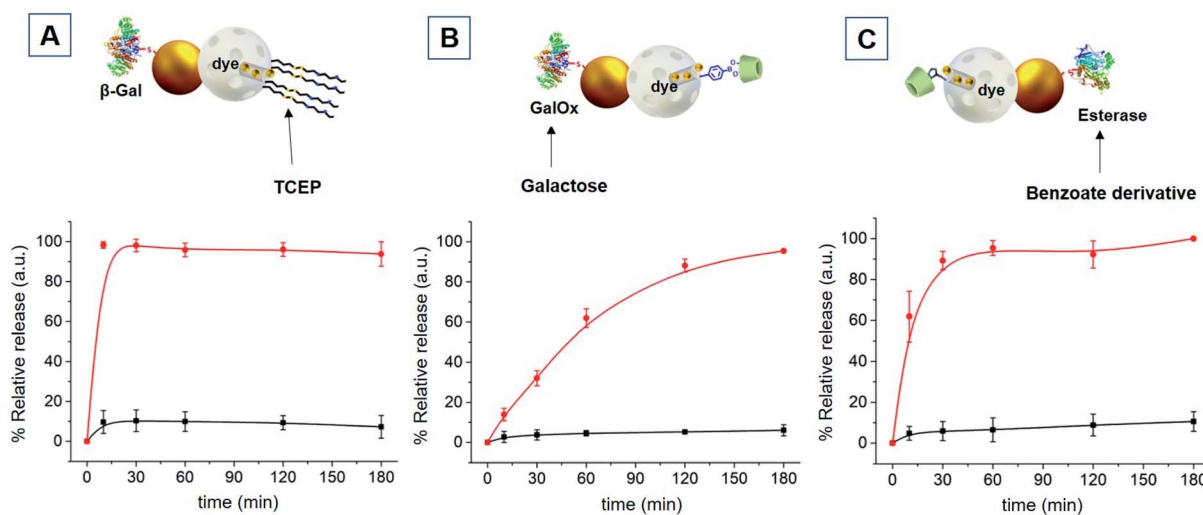 A
dye
β-Gal
S
TCEP
% Relative release (a.u.)
100
80
60
40
20
0
0 30 60 90 120 150 180
time (min)
B
S
dye
B
O
O
GalOx
Galactose
% Relative release (a.u.)
100
80
60
40
20
0
0 30 60 90 120 150 180
time (min)
C
dye
S
Esterase
Benzoate derivative
% Relative release (a.u.)
100
80
60
40
20
0
0 30 60 90 120 150 180
time (min)